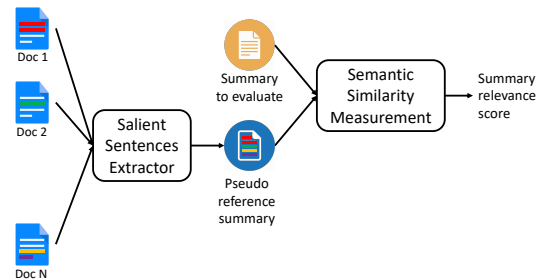 Doc 1
Doc 2
Doc N
Salient
Sentences
Extractor
Summary
to evaluate
Pseudo
reference
summary
Semantic
Similarity
Measurement
Summary
relevance
score